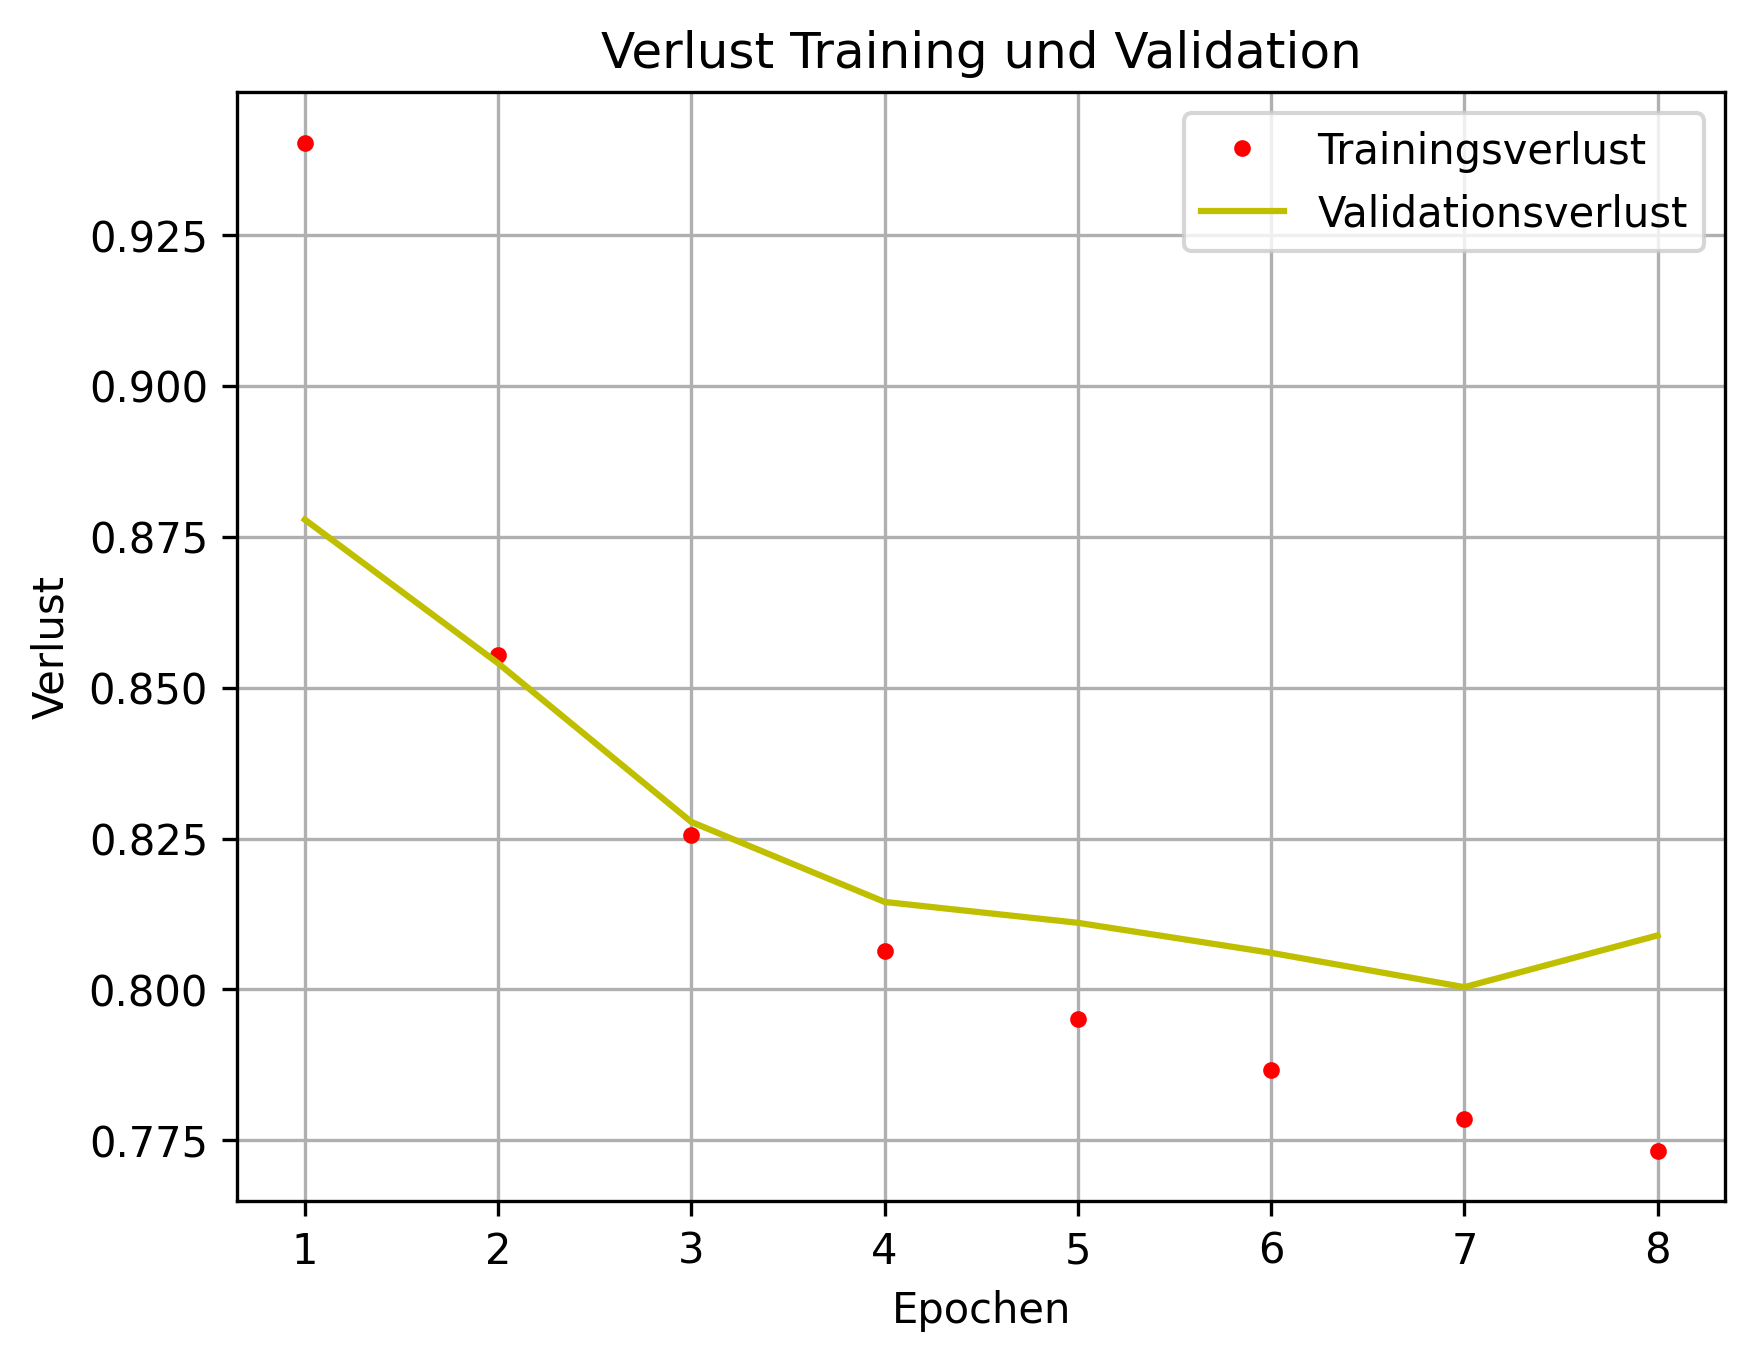 Verlust Training und Validation
Trainingsverlust
Validationsverlust
0.925
0.900
0.875
0.850
0.825
0.800
0.775
Verlust
1 2 3 4 5 6 7 8
Epochen